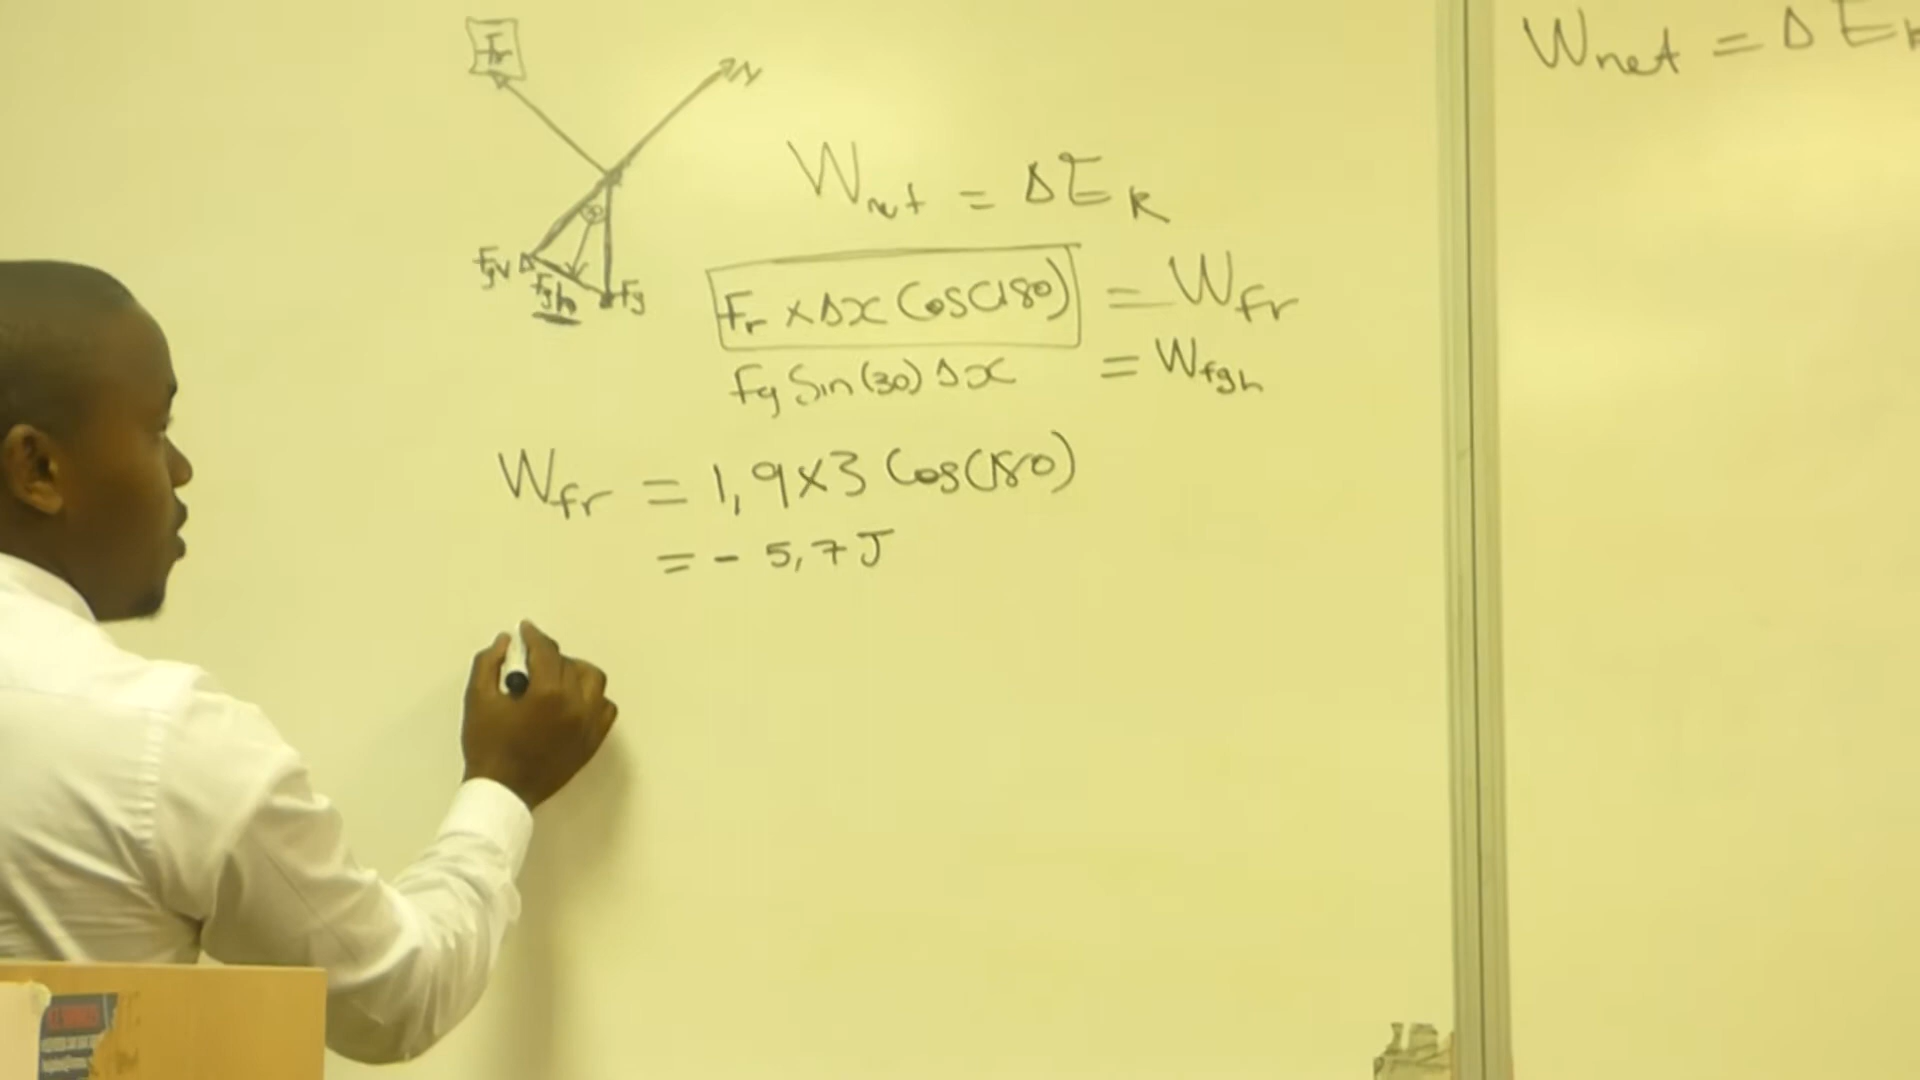 Fr
N
Fgv
Fgh
Fg
Wnet = ΔEK
Fr × Δx Cos(180) = Wfr
Fg Sin(30) Δx = Wfgh
Wfr = 1,9×3 Cos(180)
= - 5,7 J
Wnet = ΔEK